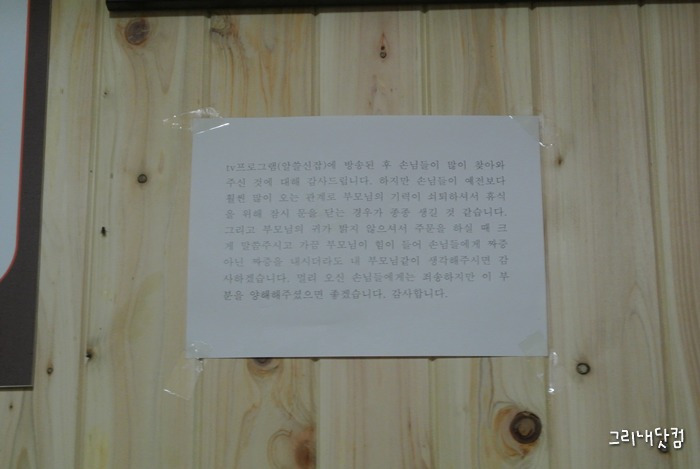 tv프로그램(알쓸신잡)에 방송된 후 손님들이 많이 찾아와
주신 것에 대해 감사드립니다. 하지만 손님들이 예전보다
훨씬 많이 오는 관계로 부모님의 기력이 쇠퇴하셔서 휴식
을 위해 잠시 문을 닫는 경우가 종종 생길 것 같습니다.
그리고 부모님의 귀가 밝지 않으셔서 주문을 하실 때 크
게 말씀주시고 가끔 부모님이 힘이 들어 손님들에게 짜증
아닌 짜증을 내시더라도 내 부모님같이 생각해주시면 감
사하겠습니다. 멀리 오신 손님들에게는 죄송하지만 이 부
분을 양해해주셨으면 좋겠습니다. 감사합니다.
그리내닷컴